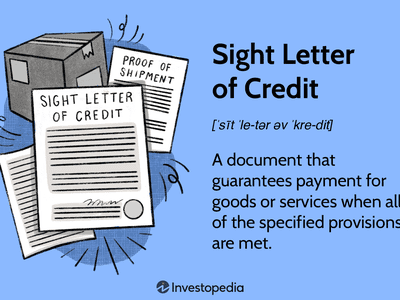 PROOF OF
SHIPMENT
SIGHT LETTER
OF CREDIT
Sight Letter
of Credit
[ˈsīt ˈle-tər əv ˈkre-dit]
A document that
guarantees payment for
goods or services when all
of the specified provisions
are met.
Investopedia